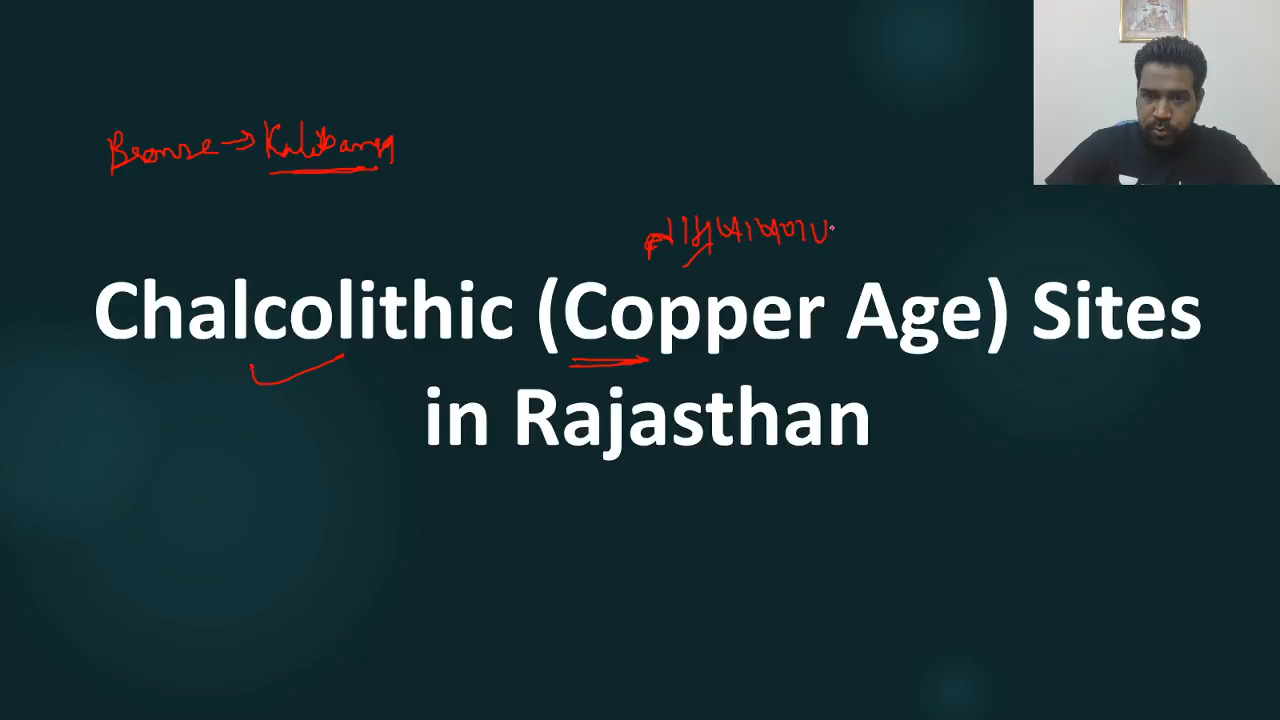 Bronze → Kalibanga
Chalcolithic (Copper Age) Sites
in Rajasthan